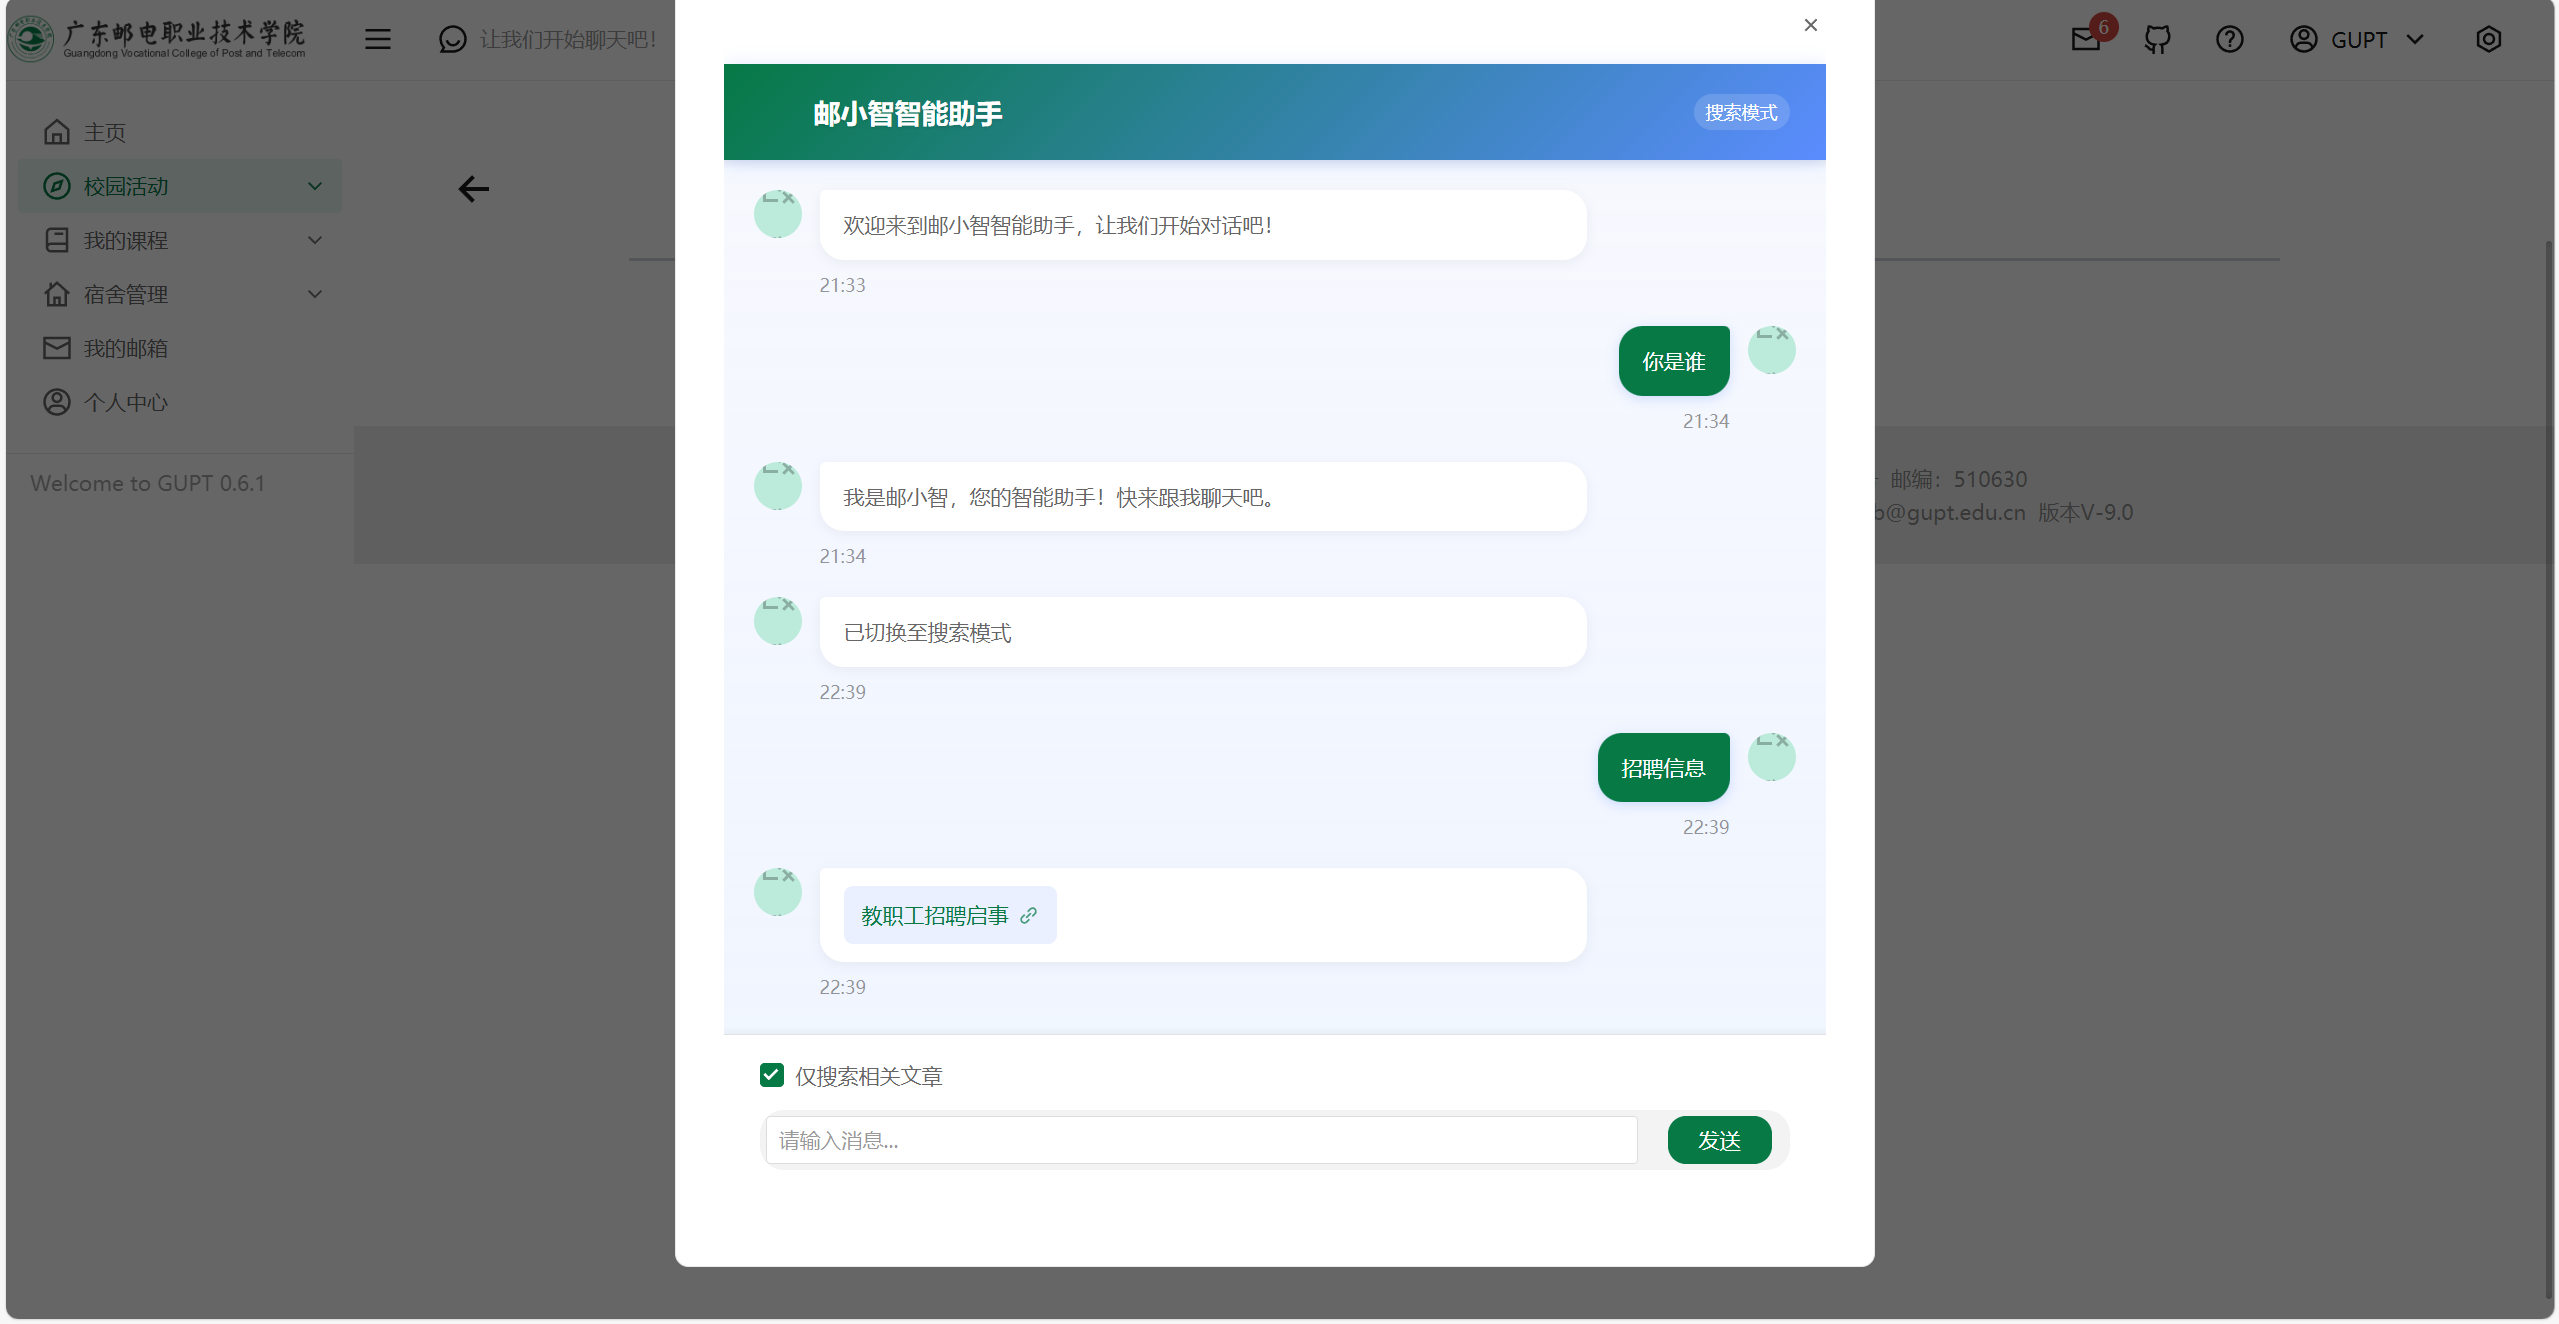 广东邮电职业技术学院
Guangdong Vocational College of Post and Telecom
让我们开始聊天吧!
6
GUPT
主页
校园活动
我的课程
宿舍管理
我的邮箱
个人中心
Welcome to GUPT 0.6.1
邮编：510630
@gupt.edu.cn 版本V-9.0
邮小智智能助手
搜索模式
欢迎来到邮小智智能助手，让我们开始对话吧!
21:33
你是谁
21:34
我是邮小智，您的智能助手！快来跟我聊天吧。
21:34
已切换至搜索模式
22:39
招聘信息
22:39
教职工招聘启事
22:39
仅搜索相关文章
请输入消息...
发送